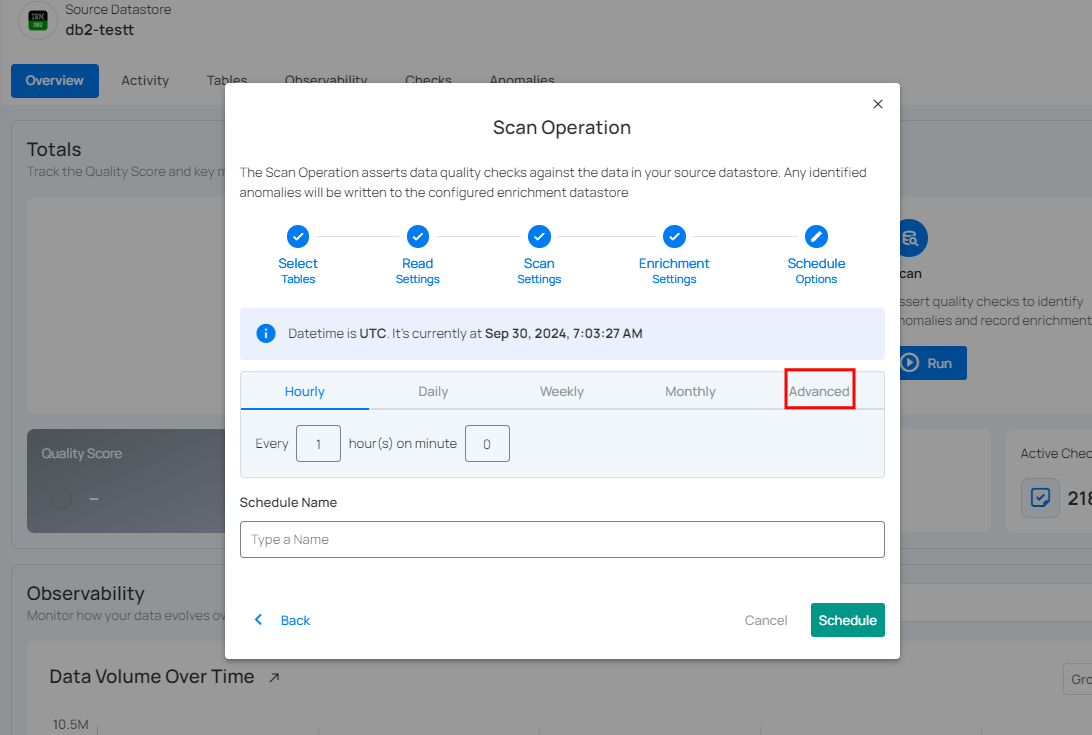 IBM
DB2
Source Datastore
db2-testt
Overview Activity Tables Observability Checks Anomalies
Scan Operation
Totals
Track the Quality Score and key
The Scan Operation asserts data quality checks against the data in your source datastore. Any identified
anomalies will be written to the configured enrichment datastore
Select
Tables
Read
Settings
Scan
Settings
Enrichment
Settings
Schedule
Options
can
ssert quality checks to identify
nomalies and record enrichment
Run
Datetime is UTC. It's currently at Sep 30, 2024, 7:03:27 AM
Hourly Daily Weekly Monthly Advanced
Every 1 hour(s) on minute 0
Quality Score
–
Active Chec
218
Schedule Name
Type a Name
Observability
Monitor how your data evolves ov
Back Cancel Schedule
Data Volume Over Time
Gro
10.5M